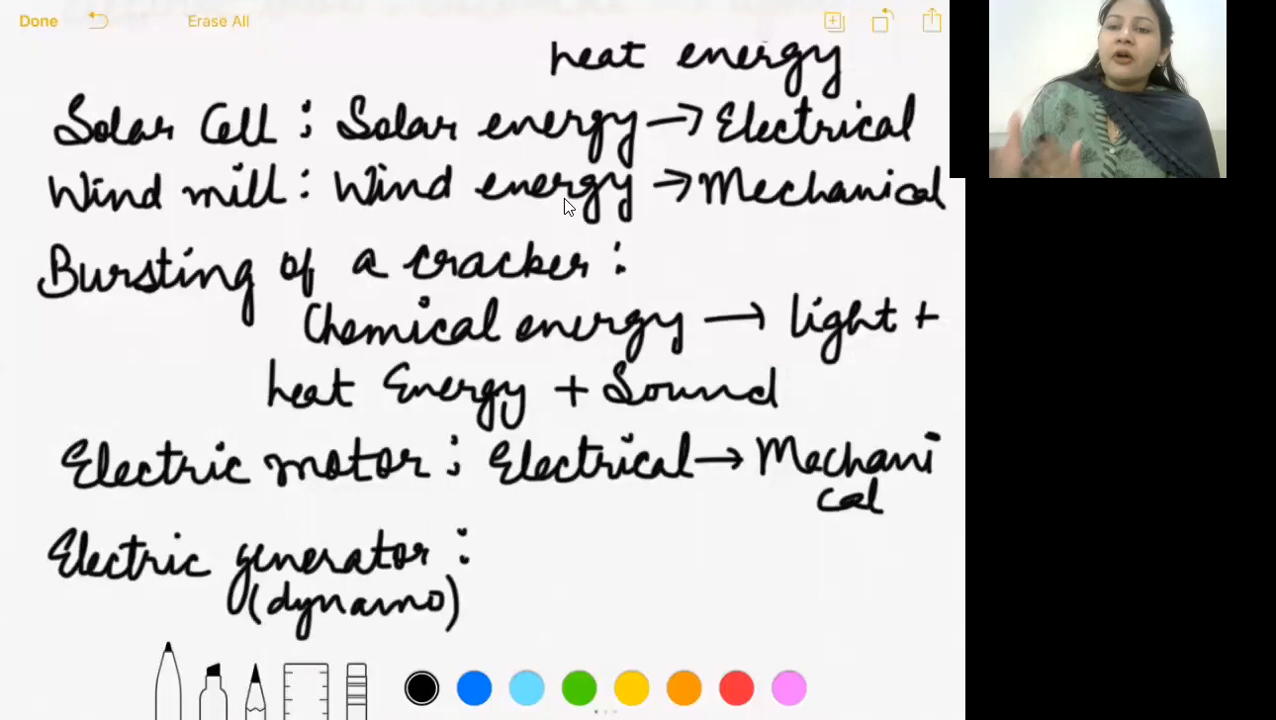 Done
Erase All
heat energy
Solar Cell : Solar energy → Electrical
Wind mill : Wind energy → Mechanical
Bursting of a cracker :
Chemical energy → light +
heat Energy + Sound
Electric motor : Electrical → Mechani
cal
Electric generator :
(dynamo)